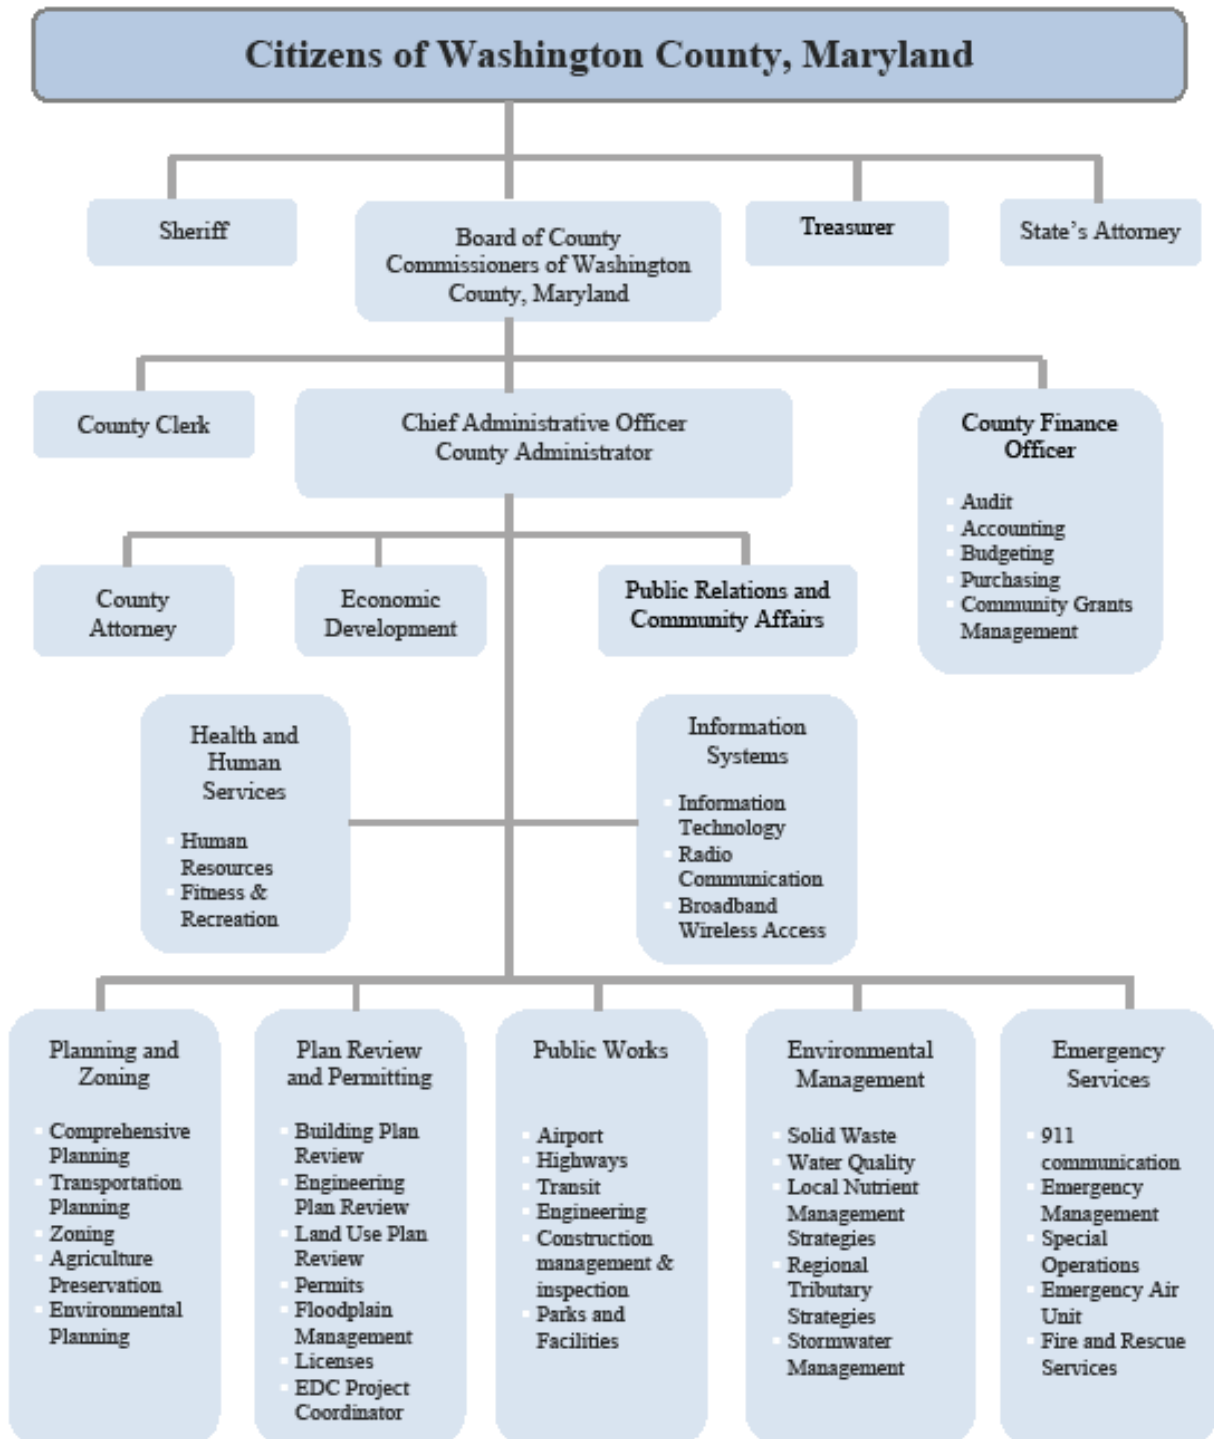 Citizens of Washington County, Maryland
Sheriff
Board of County
Commissioners of Washington
County, Maryland
Treasurer
State's Attorney
County Clerk
Chief Administrative Officer
County Administrator
County Finance
Officer
Audit
Accounting
Budgeting
Purchasing
Community Grants
Management
County
Attorney
Economic
Development
Public Relations and
Community Affairs
Health and
Human
Services
Human
Resources
Fitness &
Recreation
Information
Systems
Information
Technology
Radio
Communication
Broadband
Wireless Access
Planning and
Zoning
Comprehensive
Planning
Transportation
Planning
Zoning
Agriculture
Preservation
Environmental
Planning
Plan Review
and Permitting
Building Plan
Review
Engineering
Plan Review
Land Use Plan
Review
Permits
Floodplain
Management
Licenses
EDC Project
Coordinator
Public Works
Airport
Highways
Transit
Engineering
Construction
management &
inspection
Parks and
Facilities
Environmental
Management
Solid Waste
Water Quality
Local Nutrient
Management
Strategies
Regional
Tributary
Strategies
Stormwater
Management
Emergency
Services
911
communication
Emergency
Management
Special
Operations
Emergency Air
Unit
Fire and Rescue
Services